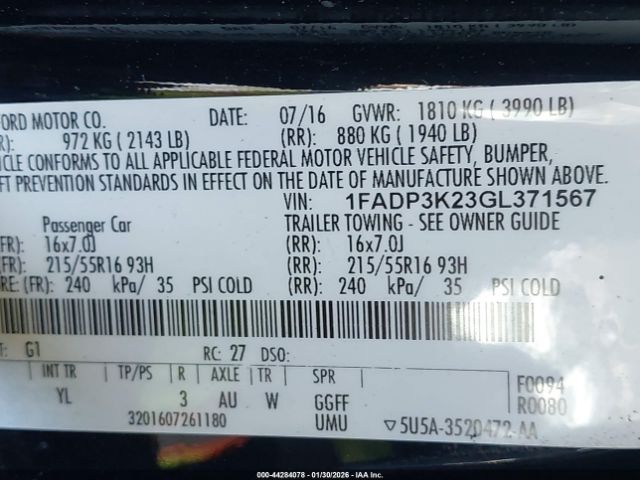 FORD MOTOR CO. DATE: 07/16 GVWR: 1810 KG ( 3990 LB)
972 KG ( 2143 LB) (RR): 880 KG ( 1940 LB)
CONFORMS TO ALL APPLICABLE FEDERAL MOTOR VEHICLE SAFETY, BUMPER,
PREVENTION STANDARDS IN EFFECT ON THE DATE OF MANUFACTURE SHOWN ABOVE.
VIN: 1FADP3K23GL371567
Passenger Car TRAILER TOWING - SEE OWNER GUIDE
(FR): 16x7.0J (RR): 16x7.0J
(FR): 215/55R16 93H (RR): 215/55R16 93H
(FR): 240 kPa/ 35 PSI COLD (RR): 240 kPa/ 35 PSI COLD
G1 RC: 27 DSO:
INT TR TP/PS R AXLE TR SPR F0094
YL 3 AU W GGFF R0080
3201607261180 UMU 5U5A-3520472-AA
000-44284078 - 01/30/2026 - IAAI.COM